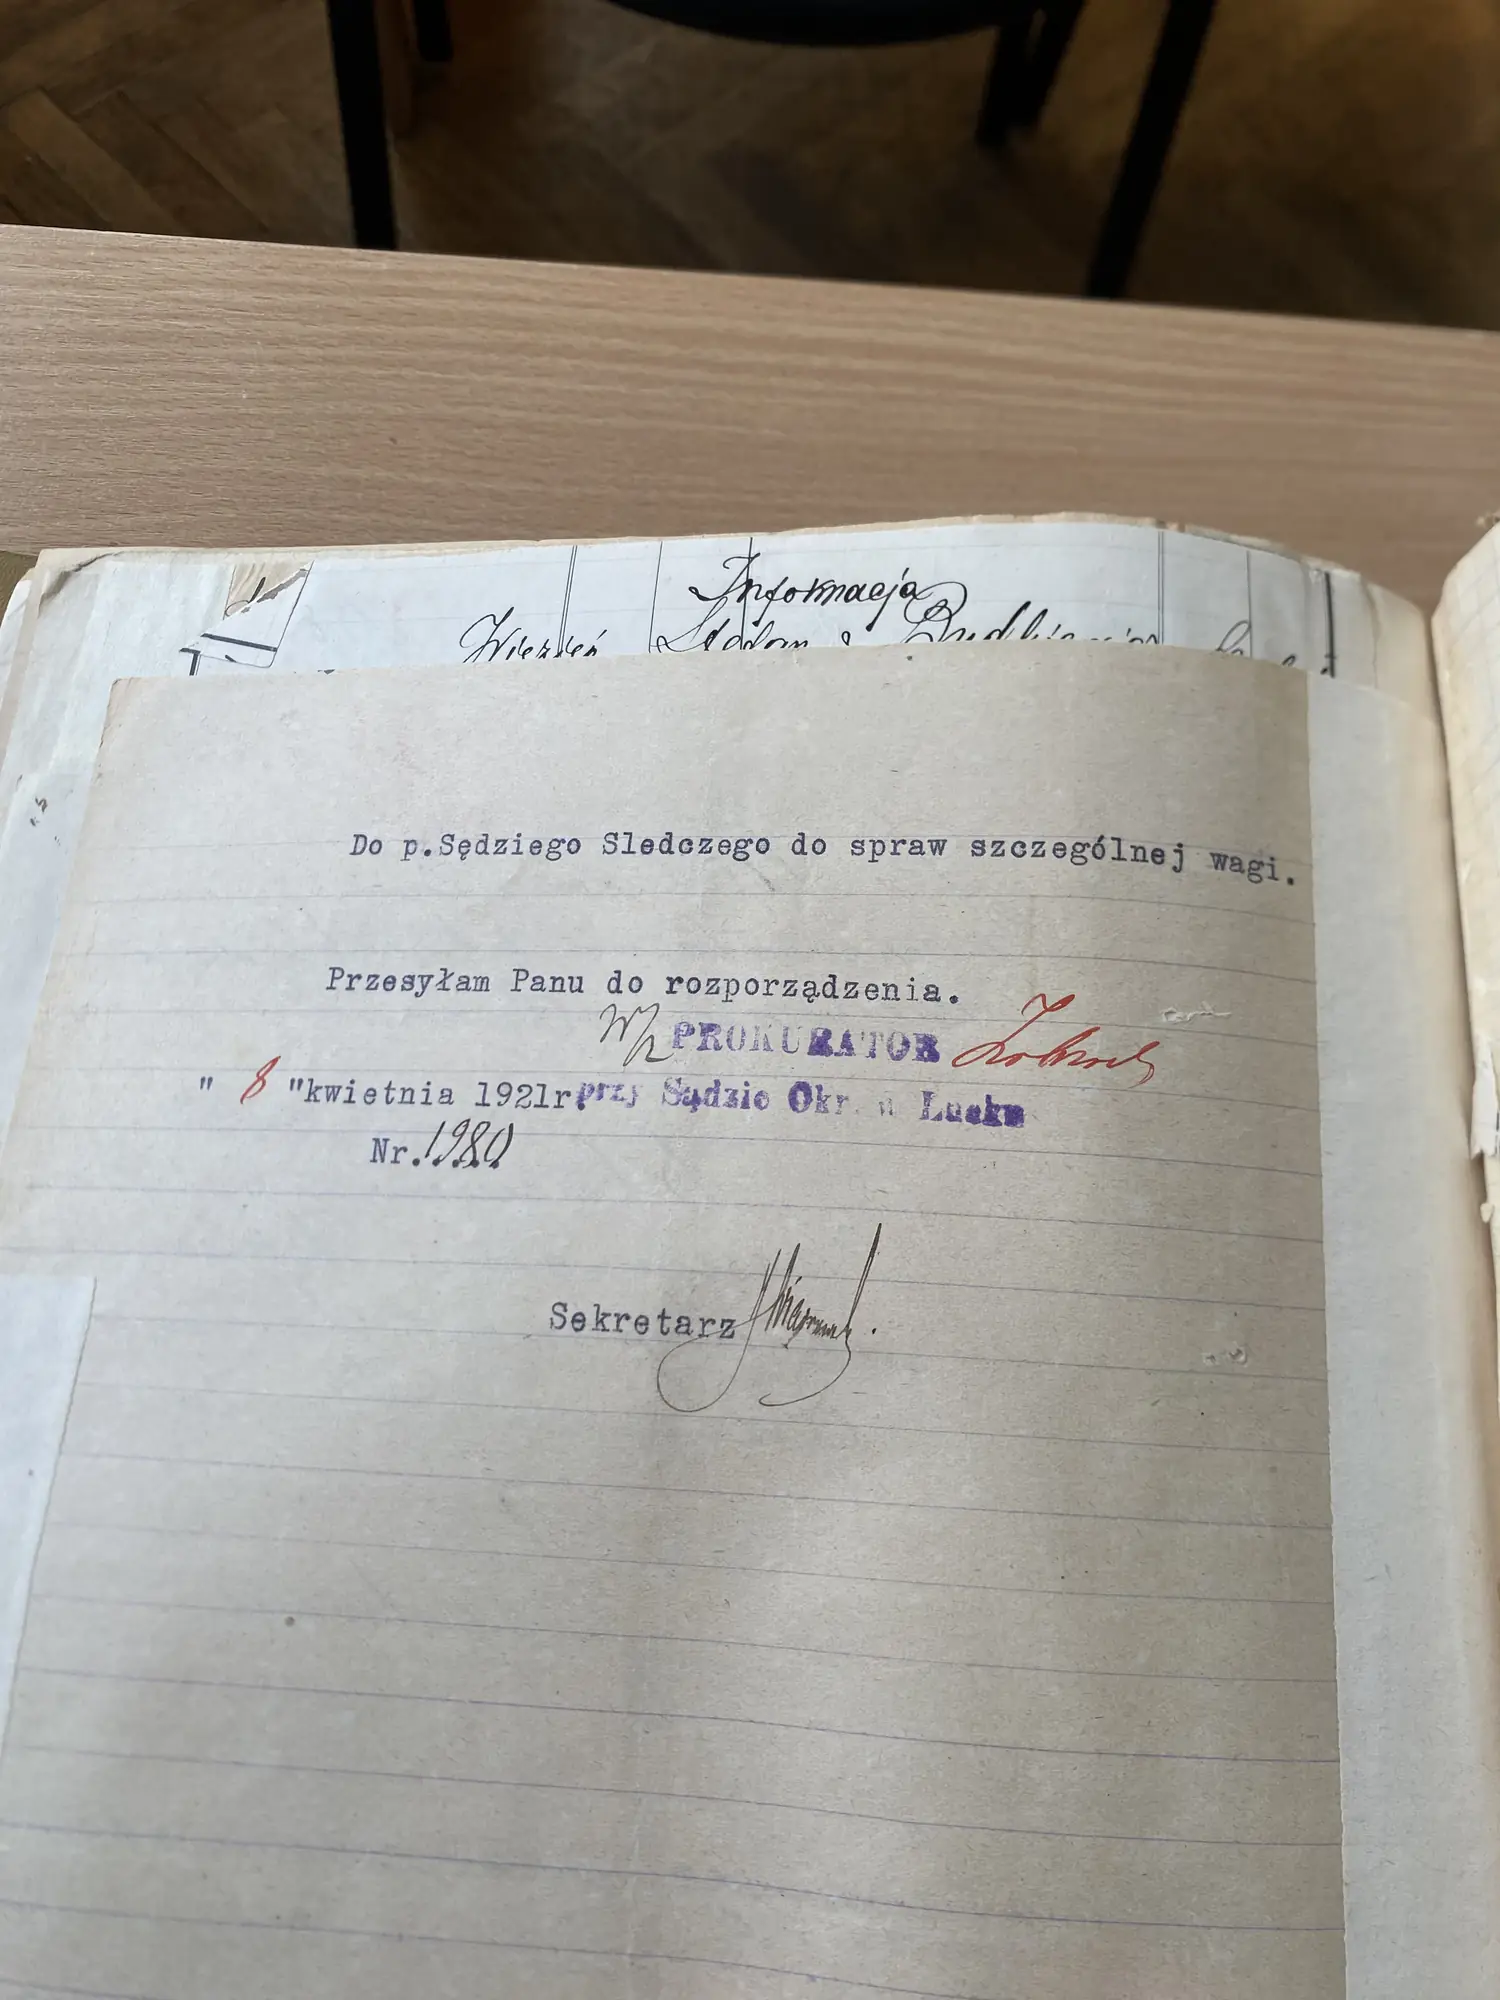 Informacja
Więzień
Do p.Sędziego Sledczego do spraw szczególnej wagi.
Przesyłam Panu do rozporządzenia.
W/z PROKURATOR
" 8 "kwietnia 1921r. przy Sądzie Okr. w Łucku
Nr.1980
Sekretarz